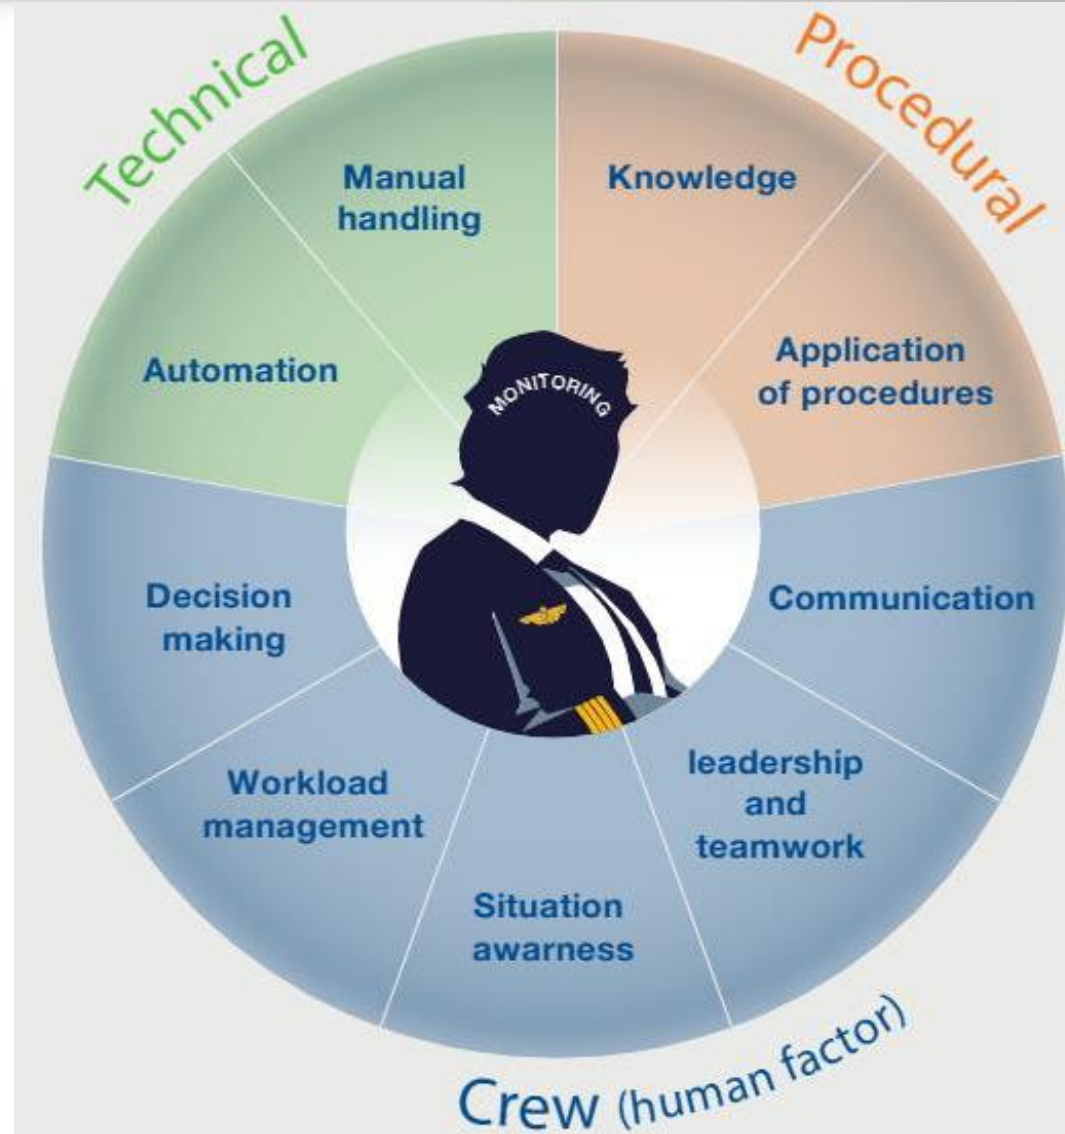 Technical
Procedural
Manual
handling
Knowledge
Automation
Application
of procedures
MONITORING
Decision
making
Communication
Workload
management
leadership
and
teamwork
Situation
awarness
Crew (human factor)